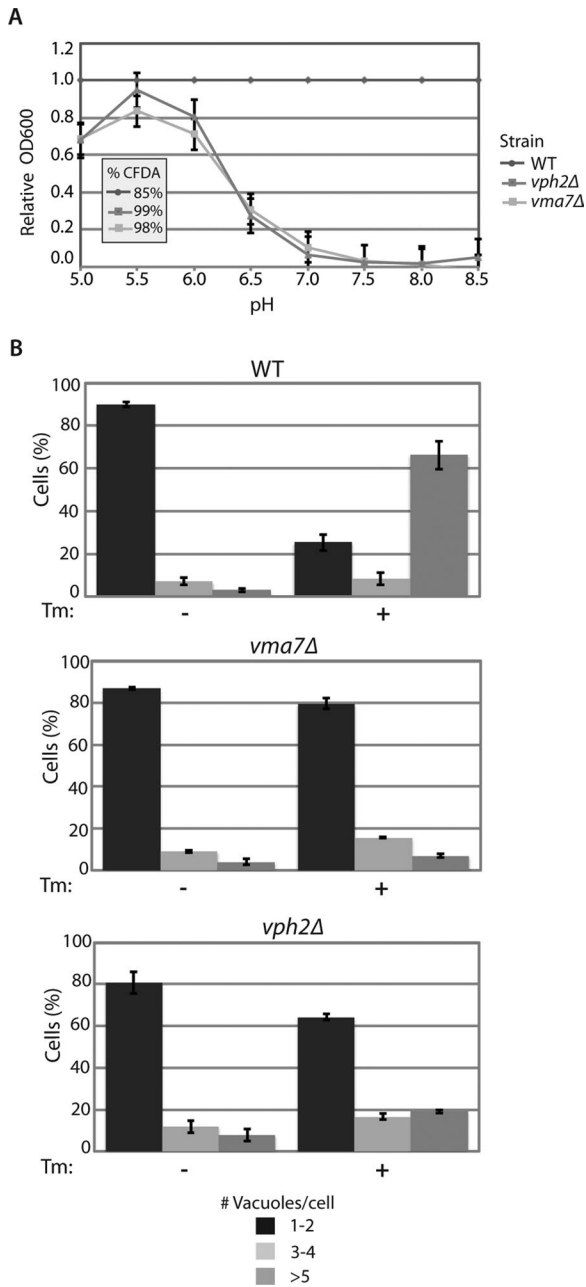 A
Relative OD600
1.0
0.8
0.6
0.4
0.2
0.0
% CFDA
85%
99%
98%
5.0 5.5 6.0 6.5 7.0 7.5 8.0 8.5
pH
Strain
WT
vph2Δ
vma7Δ
B
WT
Cells (%)
100
80
60
40
20
0
Tm: - +
vma7Δ
Cells (%)
100
80
60
40
20
0
Tm: - +
vph2Δ
Cells (%)
100
80
60
40
20
0
Tm: - +
# Vacuoles/cell
1-2
3-4
>5